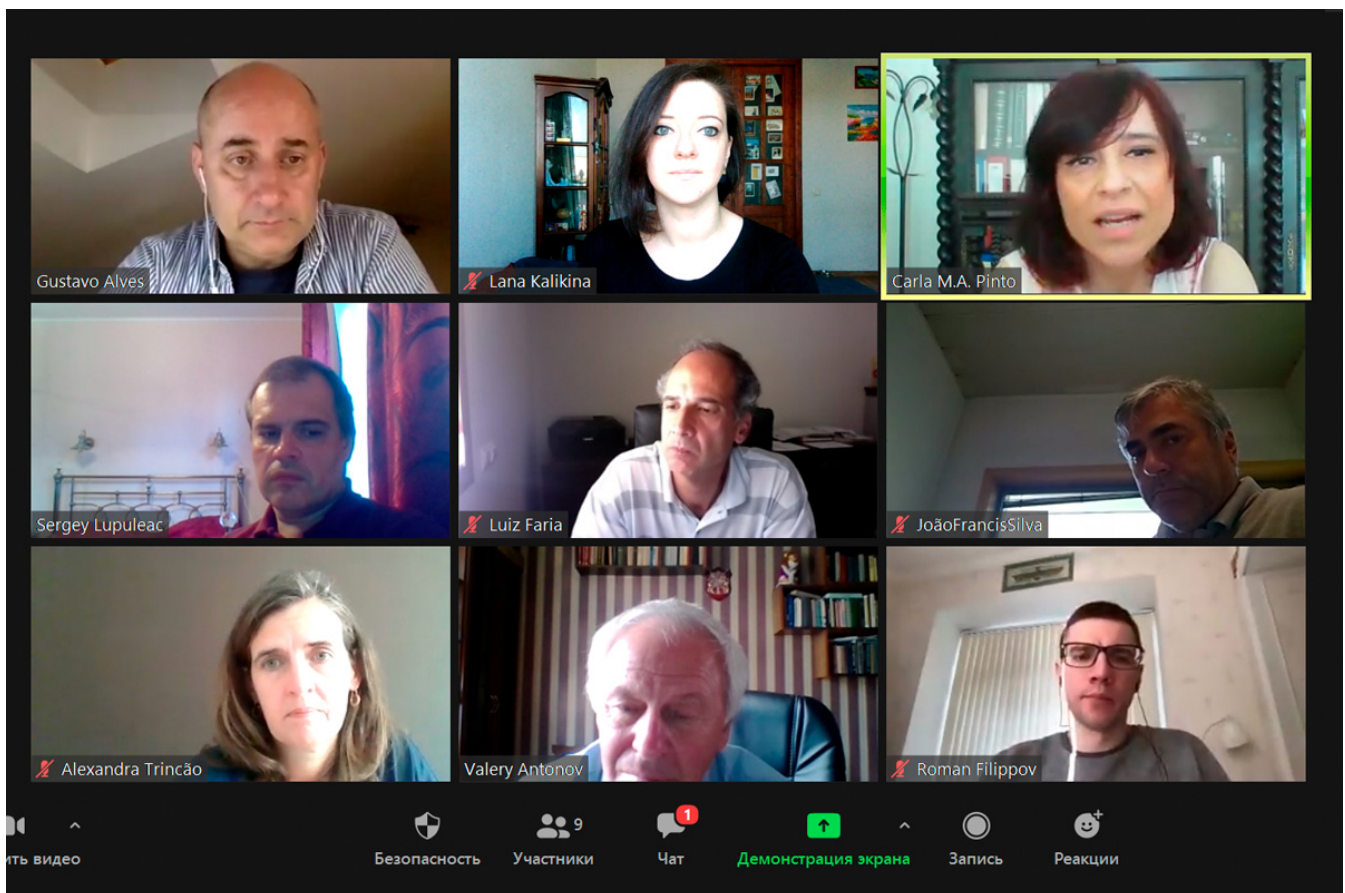 Gustavo Alves
Lana Kalikina
Carla M.A. Pinto
Sergey Lupuleac
Luiz Faria
JoãoFrancisSilva
Alexandra Trincão
Valery Antonov
Roman Filippov
9
1
ить видео
Безопасность
Участники
Чат
Демонстрация экрана
Запись
Реакции